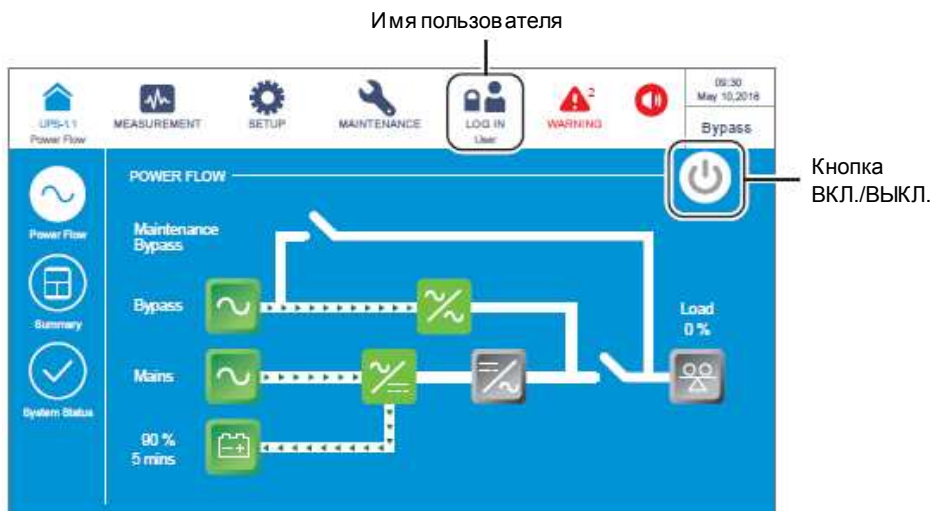 Имя пользователя
UPS-1.1
Power Flow
MEASUREMENT
SETUP
MAINTENANCE
LOG IN
User
WARNING
2
09:30
May 10,2016
Bypass
Кнопка
ВКЛ./ВЫКЛ.
POWER FLOW
Power Flow
Summary
System Status
Maintenance
Bypass
Bypass
Mains
90 %
5 mins
Load
0 %